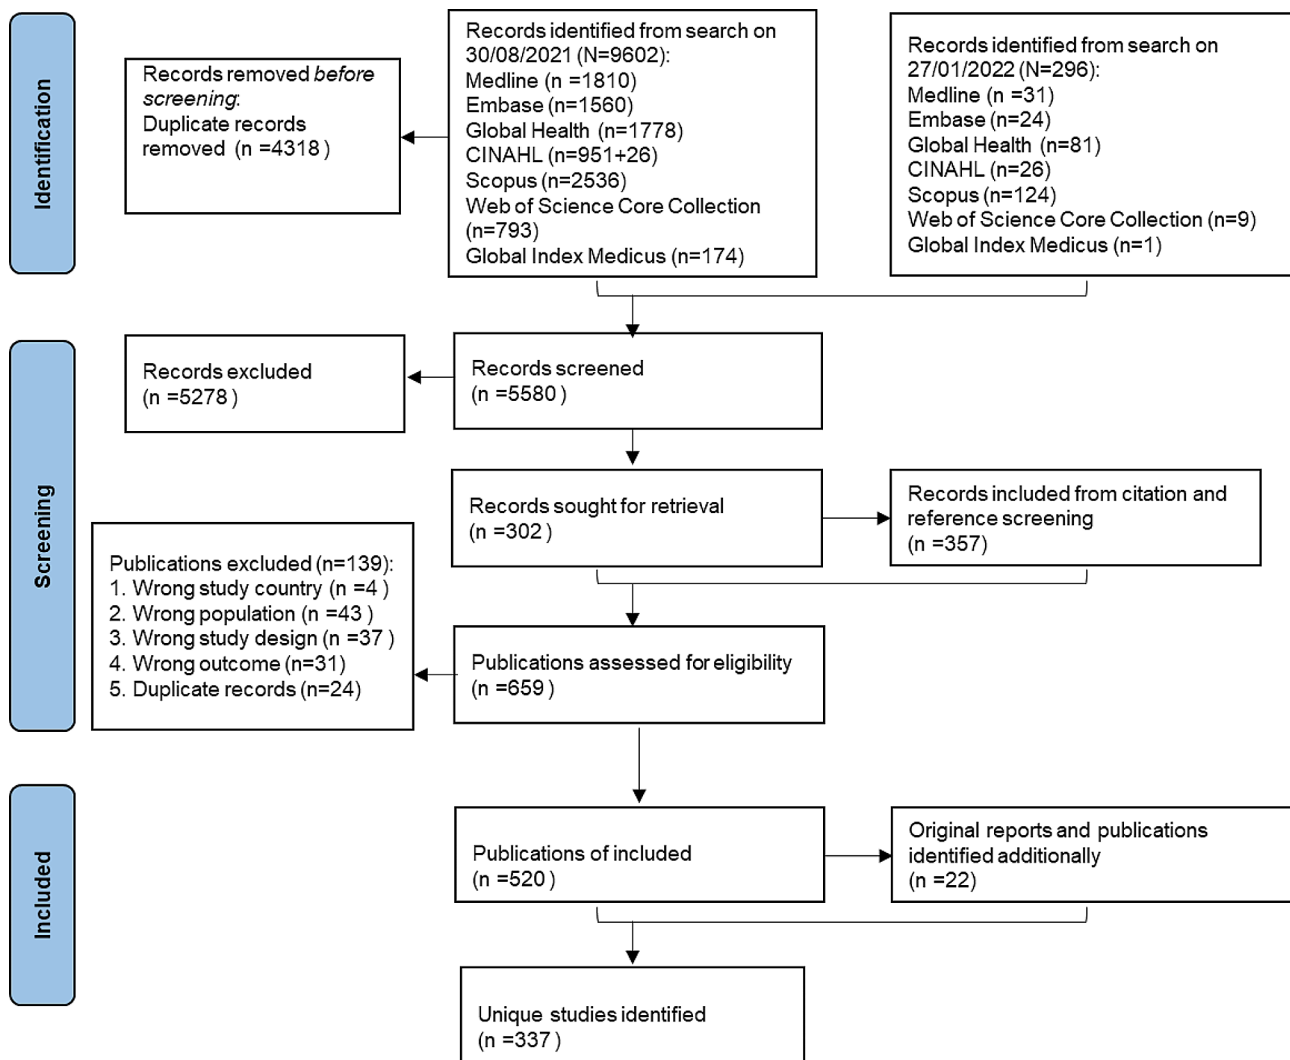 Identification
Records removed before
screening:
Duplicate records
removed (n =4318 )
Records identified from search on
30/08/2021 (N=9602):
Medline (n =1810)
Embase (n=1560)
Global Health (n=1778)
CINAHL (n=951+26)
Scopus (n=2536)
Web of Science Core Collection
(n=793)
Global Index Medicus (n=174)
Records identified from search on
27/01/2022 (N=296):
Medline (n =31)
Embase (n=24)
Global Health (n=81)
CINAHL (n=26)
Scopus (n=124)
Web of Science Core Collection (n=9)
Global Index Medicus (n=1)
Screening
Records excluded
(n =5278 )
Records screened
(n =5580)
Records sought for retrieval
(n =302)
Records included from citation and
reference screening
(n =357)
Publications excluded (n=139):
1. Wrong study country (n =4 )
2. Wrong population (n =43 )
3. Wrong study design (n =37 )
4. Wrong outcome (n=31)
5. Duplicate records (n=24)
Publications assessed for eligibility
(n =659 )
Included
Publications of included
(n =520 )
Original reports and publications
identified additionally
(n =22)
Unique studies identified
(n =337 )